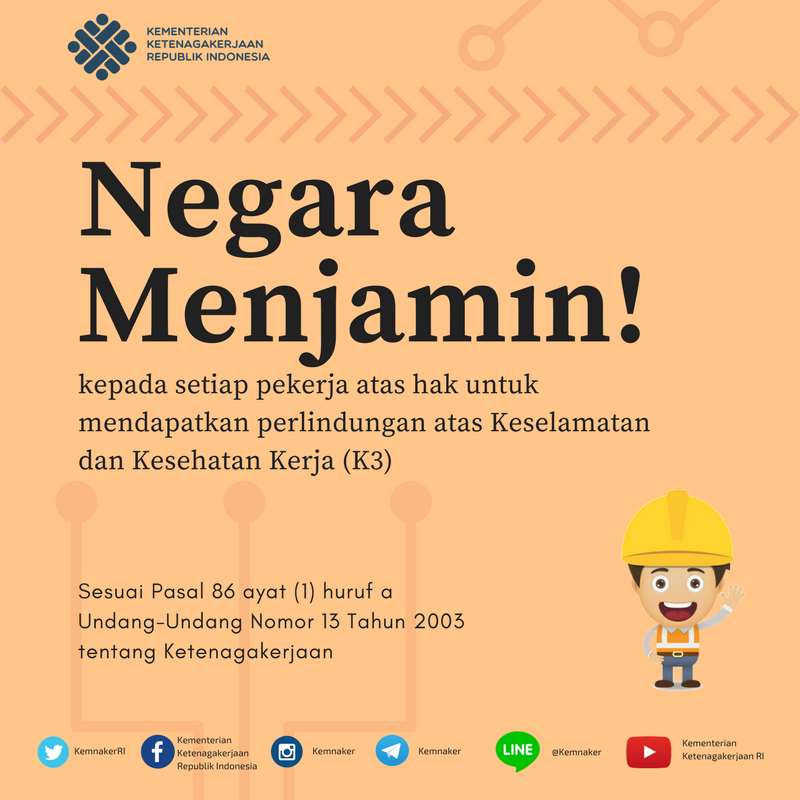 KEMENTERIAN
KETENAGAKERJAAN
REPUBLIK INDONESIA
Negara
Menjamin!
kepada setiap pekerja atas hak untuk
mendapatkan perlindungan atas Keselamatan
dan Kesehatan Kerja (K3)
Sesuai Pasal 86 ayat (1) huruf a
Undang-Undang Nomor 13 Tahun 2003
tentang Ketenagakerjaan
KemnakerRI
Kementerian
Ketenagakerjaan
Republik Indonesia
Kemnaker
Kemnaker
LINE
@Kemnaker
Kementerian
Ketenagakerjaan RI